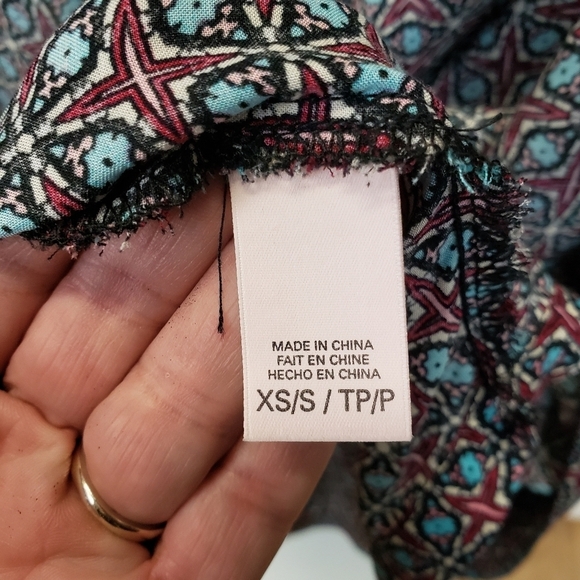 MADE IN CHINA
FAIT EN CHINE
HECHO EN CHINA
XS/S / TP/P